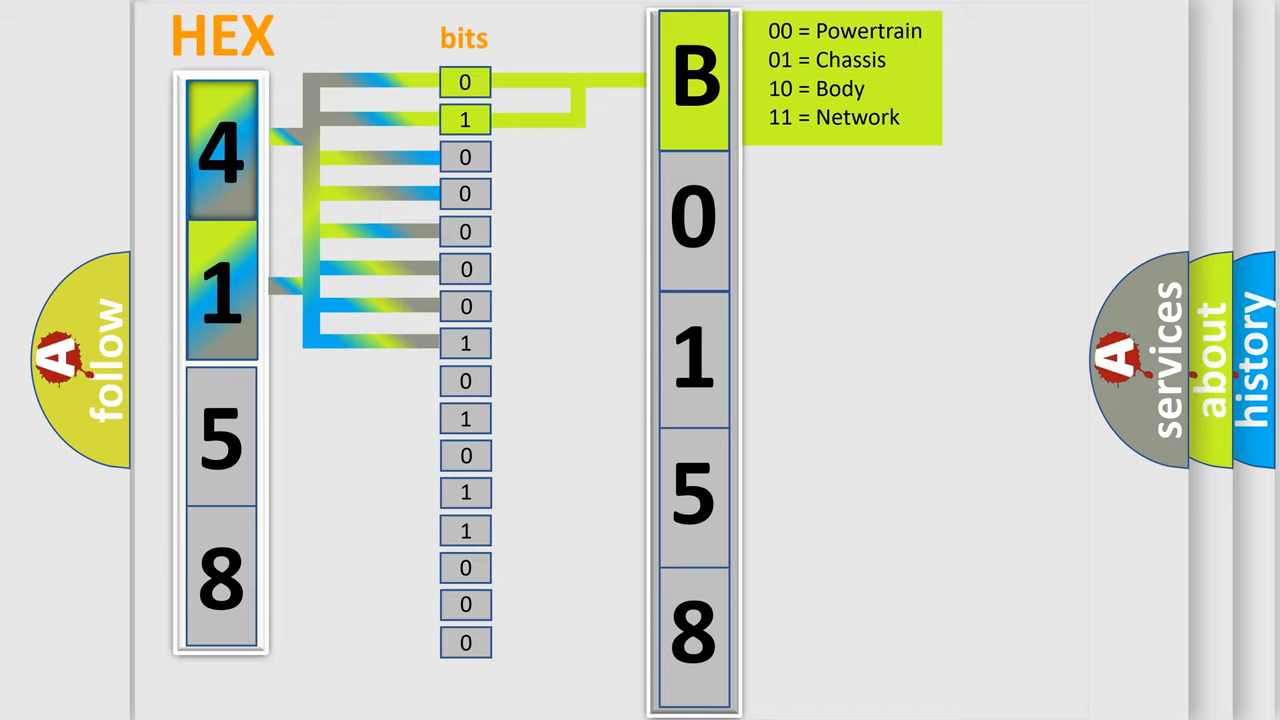 HEX
bits
4
1
5
8
0
1
0
0
0
0
0
1
0
1
0
1
1
0
0
0
B
0
1
5
8
00 = Powertrain
01 = Chassis
10 = Body
11 = Network
A
follow
A
services
about
history